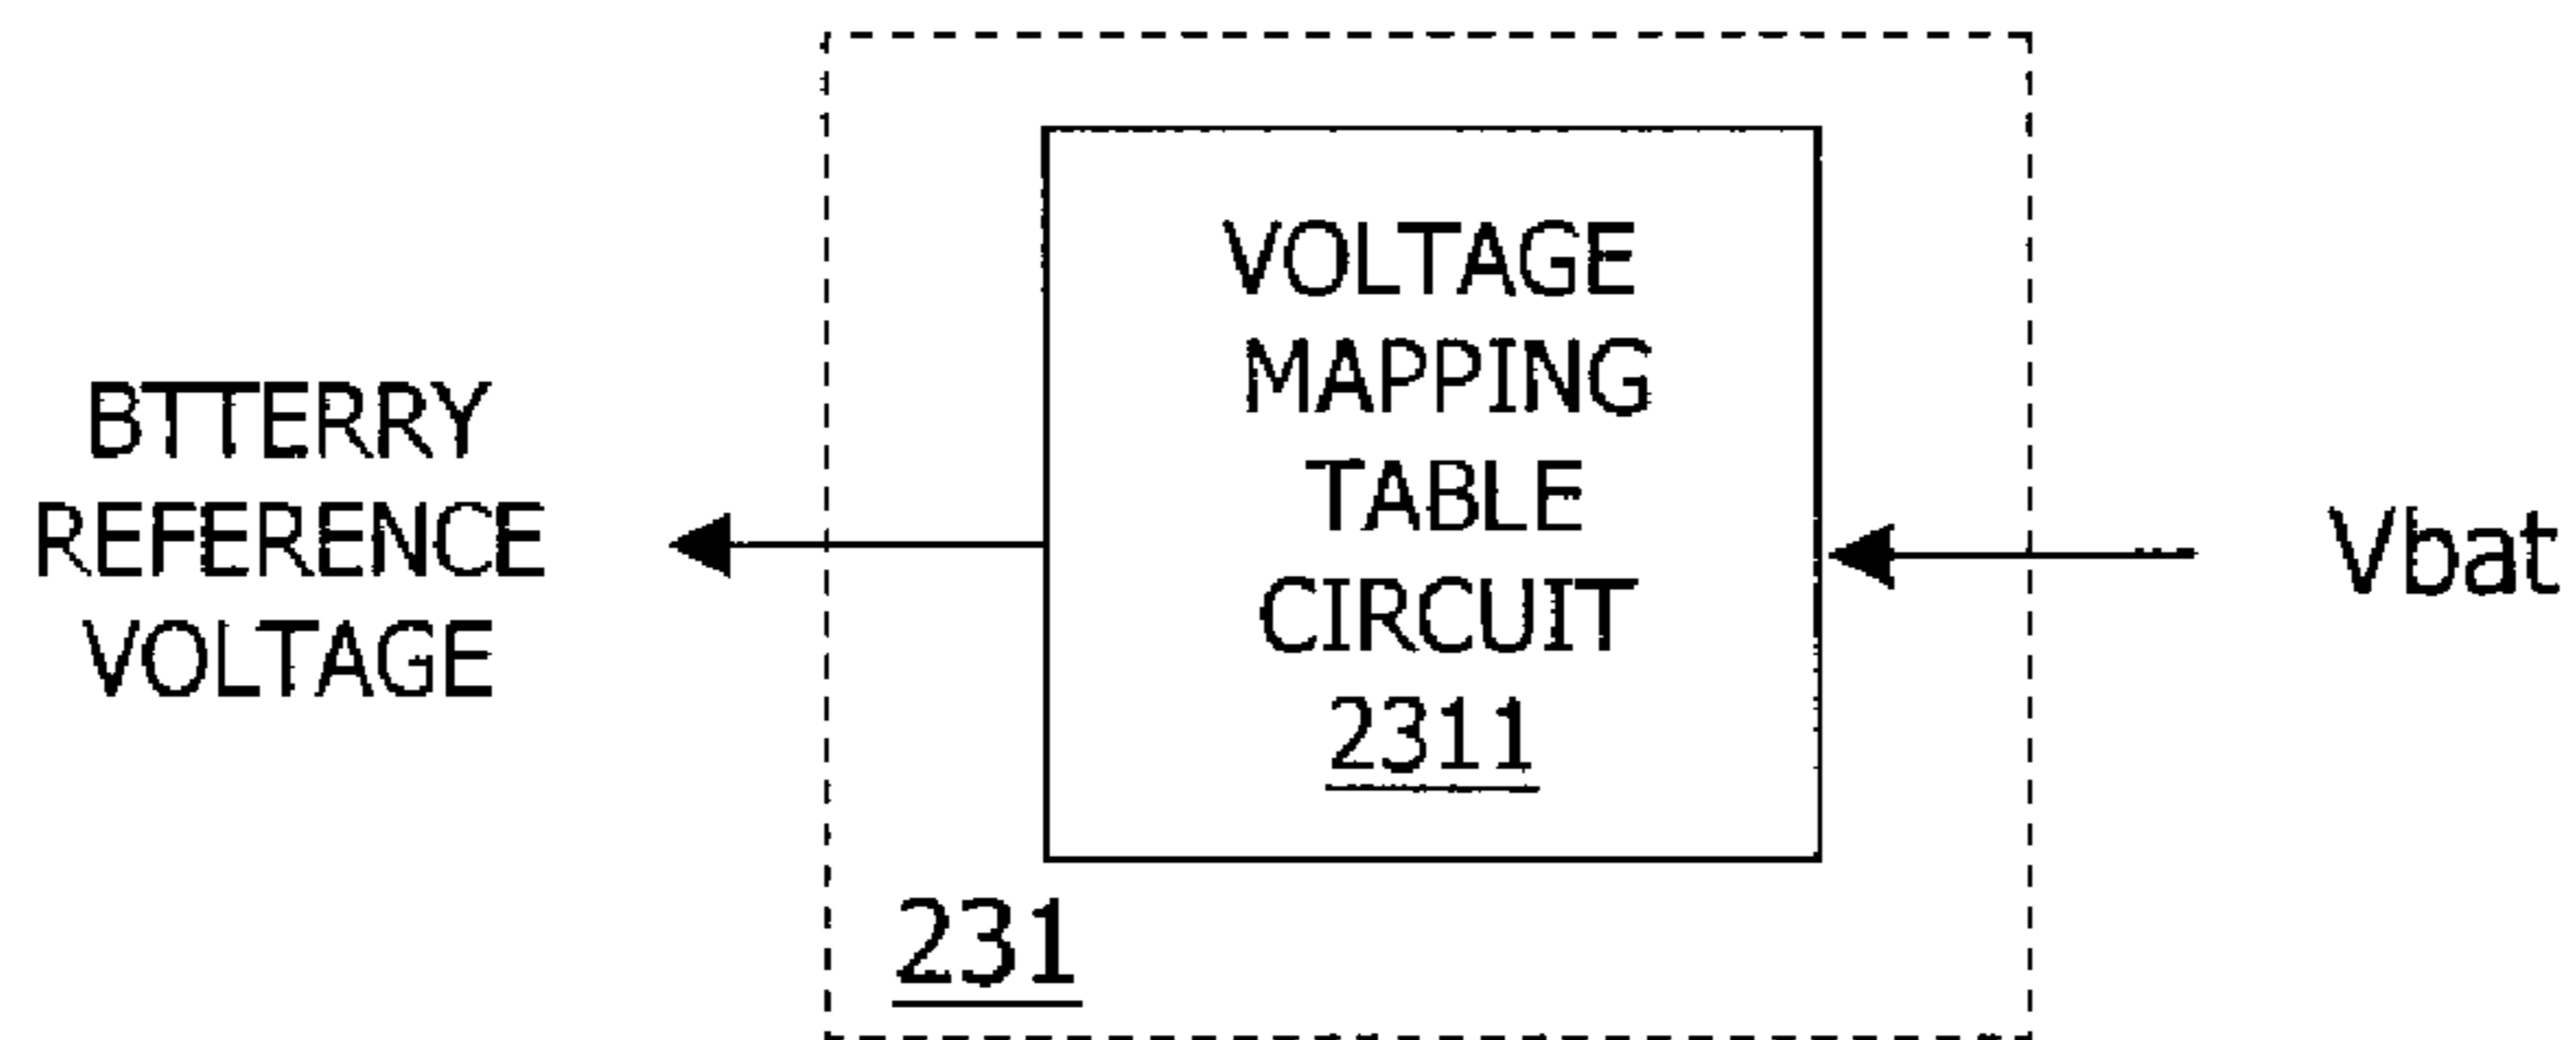 BTTERRY
REFERENCE
VOLTAGE
VOLTAGE
MAPPING
TABLE
CIRCUIT
2311
231
Vbat